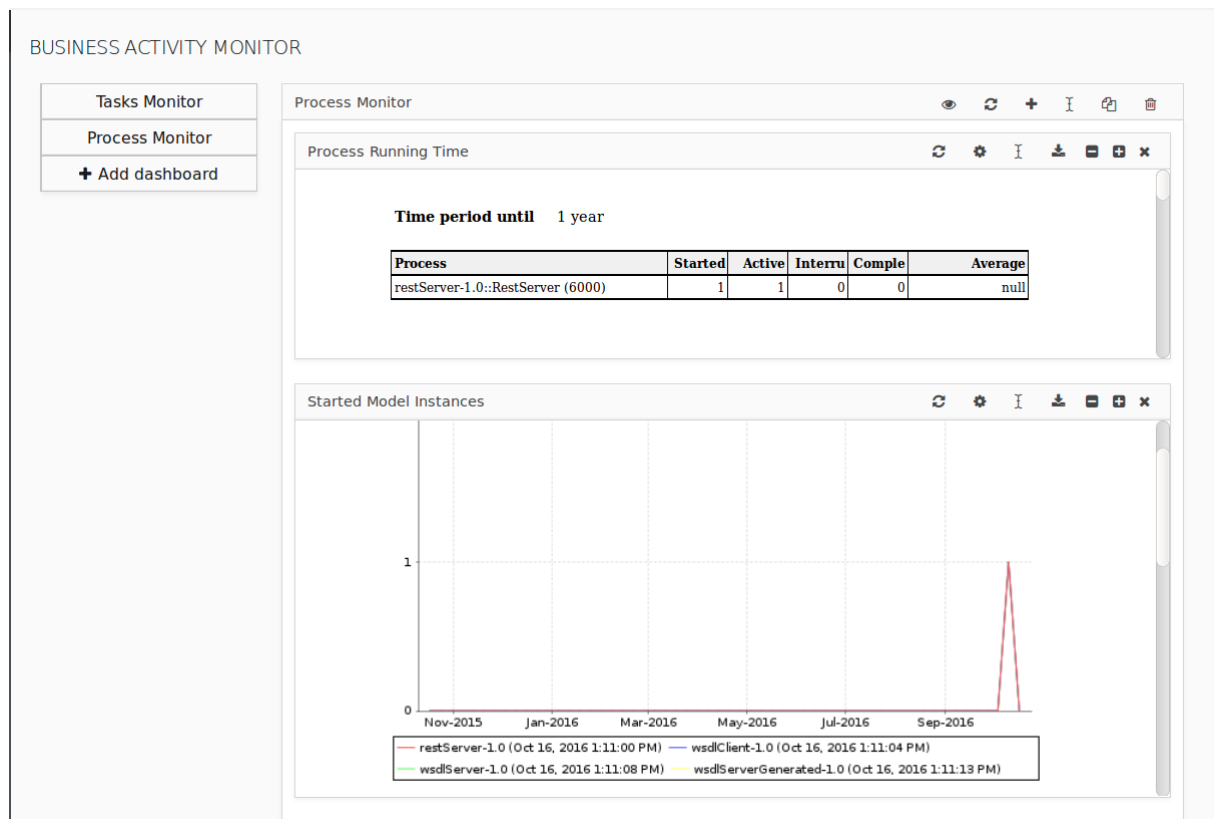 BUSINESS ACTIVITY MONITOR
Tasks Monitor
Process Monitor
Add dashboard
Process Monitor
Process Running Time
Time period until 1 year
Process Started Active Interru Comple Average
restServer-1.0::RestServer (6000) 1 1 0 0 null
Started Model Instances
1
0
Nov-2015 Jan-2016 Mar-2016 May-2016 Jul-2016 Sep-2016
restServer-1.0 (Oct 16, 2016 1:11:00 PM) wsdlClient-1.0 (Oct 16, 2016 1:11:04 PM)
wsdlServer-1.0 (Oct 16, 2016 1:11:08 PM) wsdlServerGenerated-1.0 (Oct 16, 2016 1:11:13 PM)